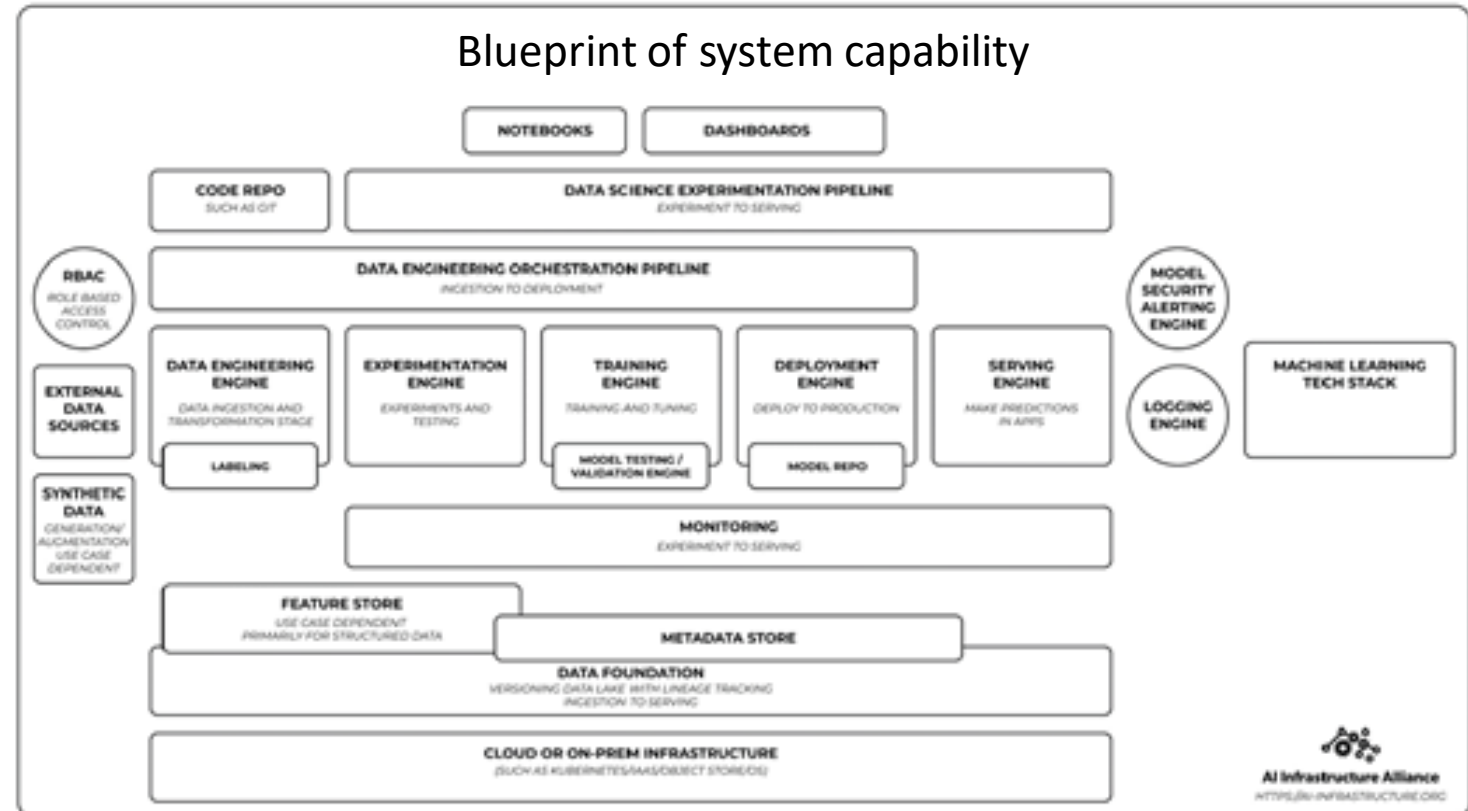 Blueprint of system capability
NOTEBOOKS
DASHBOARDS
CODE REPO
SUCH AS GIT
DATA SCIENCE EXPERIMENTATION PIPELINE
EXPERIMENT TO SERVING
RBAC
ROLE BASED
ACCESS
CONTROL
DATA ENGINEERING ORCHESTRATION PIPELINE
INGESTION TO DEPLOYMENT
MODEL
SECURITY
ALERTING
ENGINE
EXTERNAL
DATA
SOURCES
DATA ENGINEERING
ENGINE
DATA INGESTION AND
TRANSFORMATION STAGE
LABELING
EXPERIMENTATION
ENGINE
EXPERIMENTS AND
TESTING
TRAINING
ENGINE
TRAINING AND TUNING
MODEL TESTING /
VALIDATION ENGINE
DEPLOYMENT
ENGINE
DEPLOY TO PRODUCTION
MODEL REPO
SERVING
ENGINE
MAKE PREDICTIONS
IN APPS
LOGGING
ENGINE
MACHINE LEARNING
TECH STACK
SYNTHETIC
DATA
GENERATION/
AUGMENTATION
USE CASE
DEPENDENT
MONITORING
EXPERIMENT TO SERVING
FEATURE STORE
USE CASE DEPENDENT
PRIMARILY FOR STRUCTURED DATA
METADATA STORE
DATA FOUNDATION
VERSIONING DATA LAKE WITH LINEAGE TRACKING
INGESTION TO SERVING
CLOUD OR ON-PREM INFRASTRUCTURE
(SUCH AS KUBERNETES/IAAS/OBJECT STORE/OS)
AI Infrastructure Alliance
HTTPS://AI-INFRASTRUCTURE.ORG